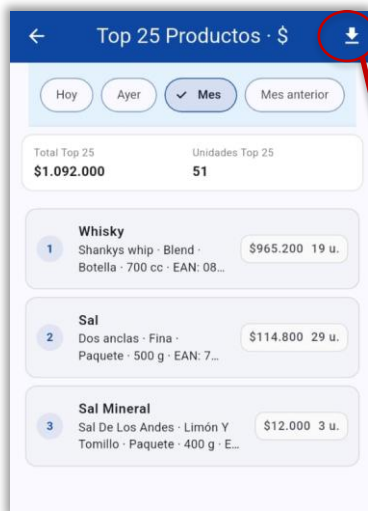 Top 25 Productos · $
Hoy Ayer Mes Mes anterior
Total Top 25 Unidades Top 25
$1.092.000 51
Whisky
1 Shankys whip · Blend · $965.200 19 u.
Botella · 700 cc · EAN: 08...
Sal
2 Dos anclas · Fina · $114.800 29 u.
Paquete · 500 g · EAN: 7...
Sal Mineral
3 Sal De Los Andes · Limón Y $12.000 3 u.
Tomillo · Paquete · 400 g · E...